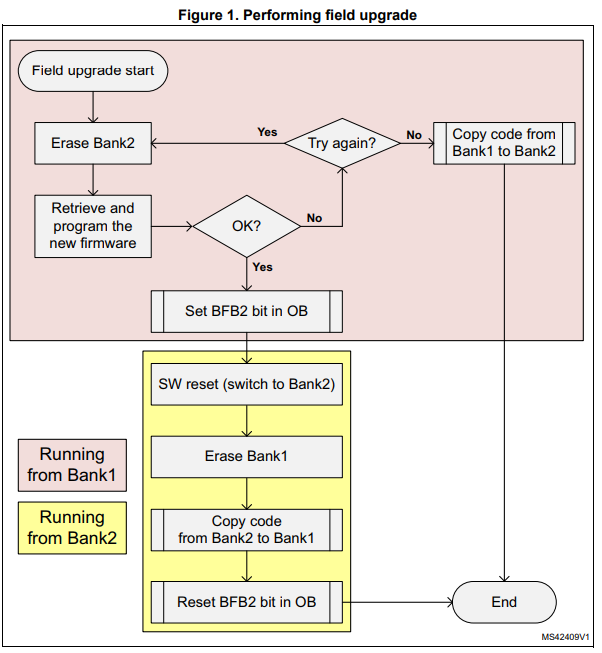 Figure 1. Performing field upgrade
Field upgrade start
Erase Bank2
Yes
Try again?
No
Copy code from
Bank1 to Bank2
Retrieve and
program the
new firmware
OK?
No
Yes
Set BFB2 bit in OB
SW reset (switch to Bank2)
Erase Bank1
Running
from Bank1
Running
from Bank2
Copy code
from Bank2 to Bank1
Reset BFB2 bit in OB
End
MS42409V1